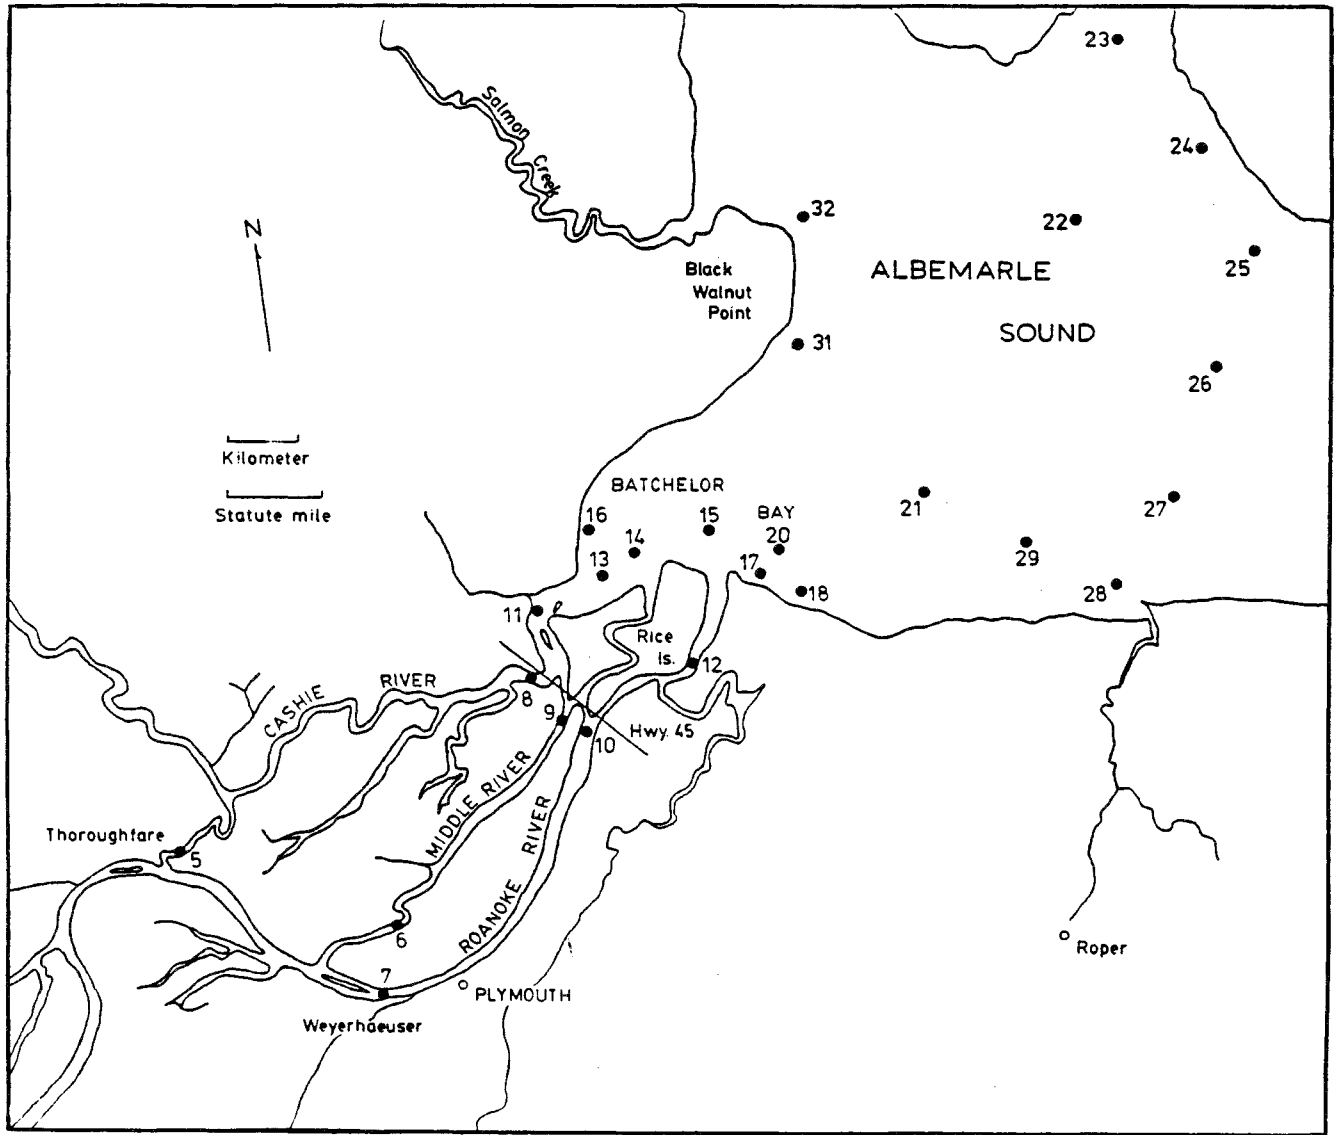 23
Salmon
Creek
24
32
22
N
Black
Walnut
Point
ALBEMARLE
25
SOUND
31
26
Kilometer
Statute mile
BATCHELOR
BAY
16
15
14
20
13
17
18
21
27
29
28
11
Rice
Is.
12
CASHIE
RIVER
8
9
10
Hwy. 45
MIDDLE RIVER
Thoroughfare
5
ROANOKE
RIVER
6
7
PLYMOUTH
Weyerhaeuser
Roper